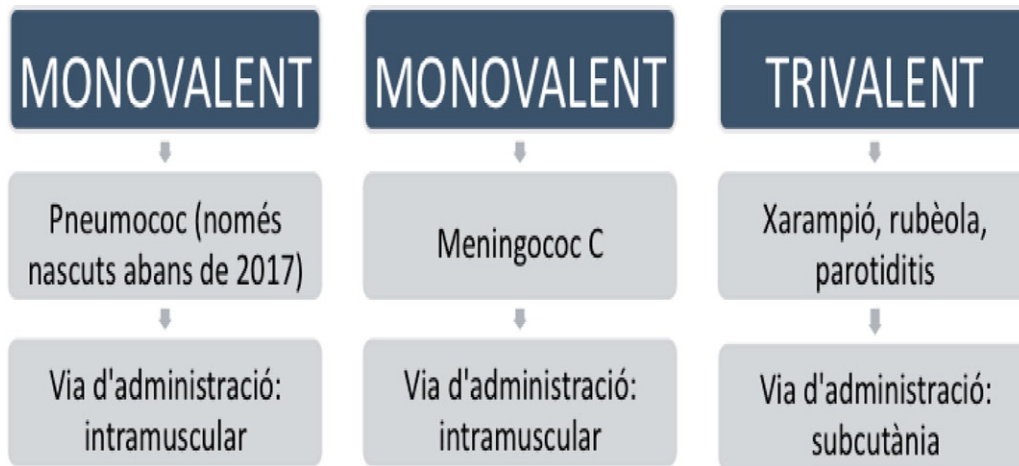 MONOVALENT
Pneumococ (només
nascuts abans de 2017)
Via d'administració:
intramuscular
MONOVALENT
Meningococ C
Via d'administració:
intramuscular
TRIVALENT
Xarampió, rubèola,
parotiditis
Via d'administració:
subcutània